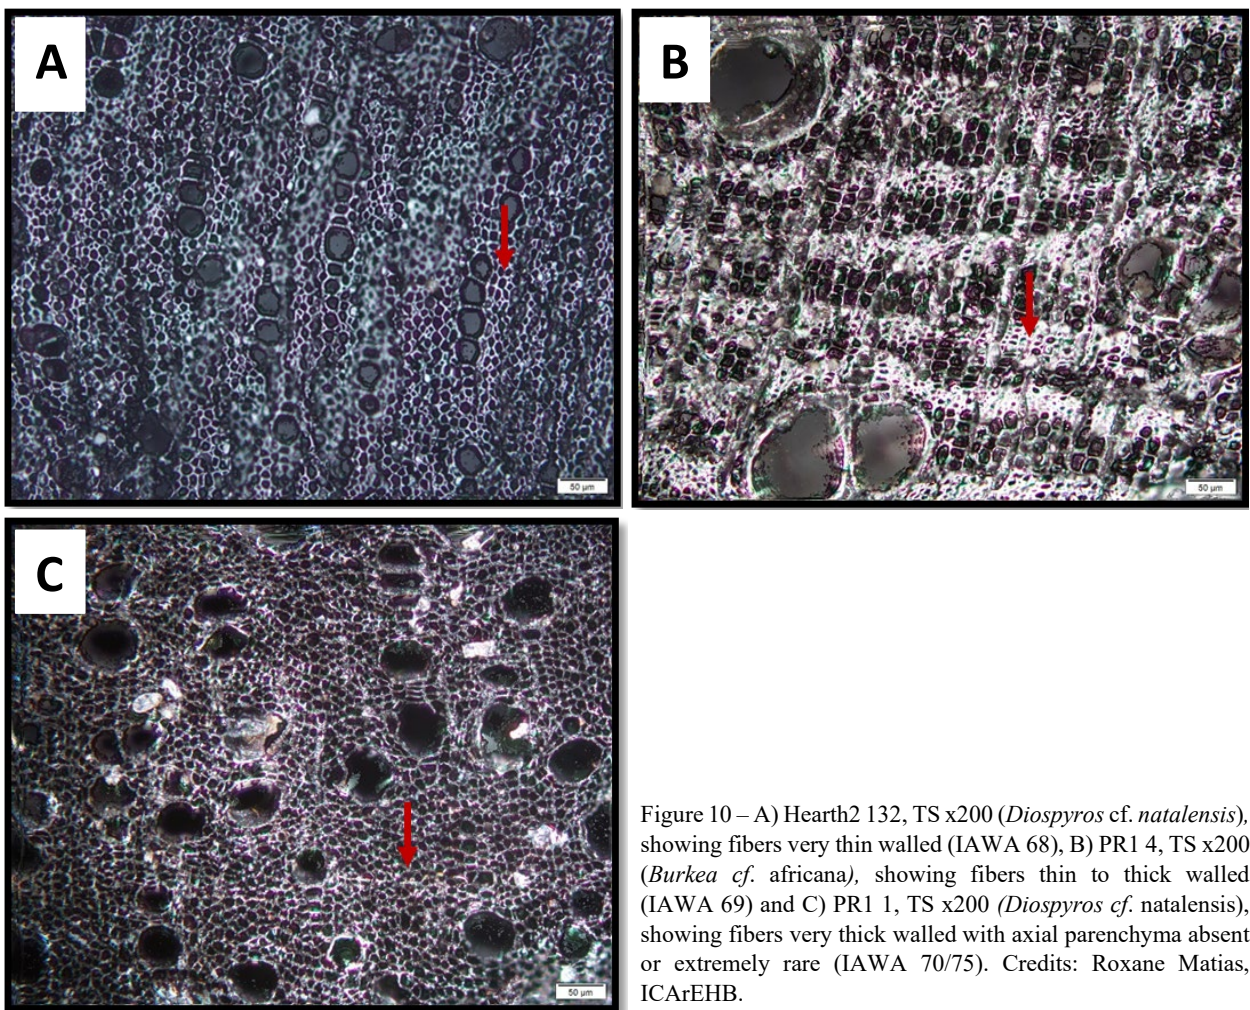 A
B
50 μm
50 μm
C
50 μm
Figure 10 – A) Hearth2 132, TS x200 (Diospyros cf. natalensis),
showing fibers very thin walled (IAWA 68), B) PR1 4, TS x200
(Burkea cf. africana), showing fibers thin to thick walled
(IAWA 69) and C) PR1 1, TS x200 (Diospyros cf. natalensis),
showing fibers very thick walled with axial parenchyma absent
or extremely rare (IAWA 70/75). Credits: Roxane Matias,
ICArEHB.